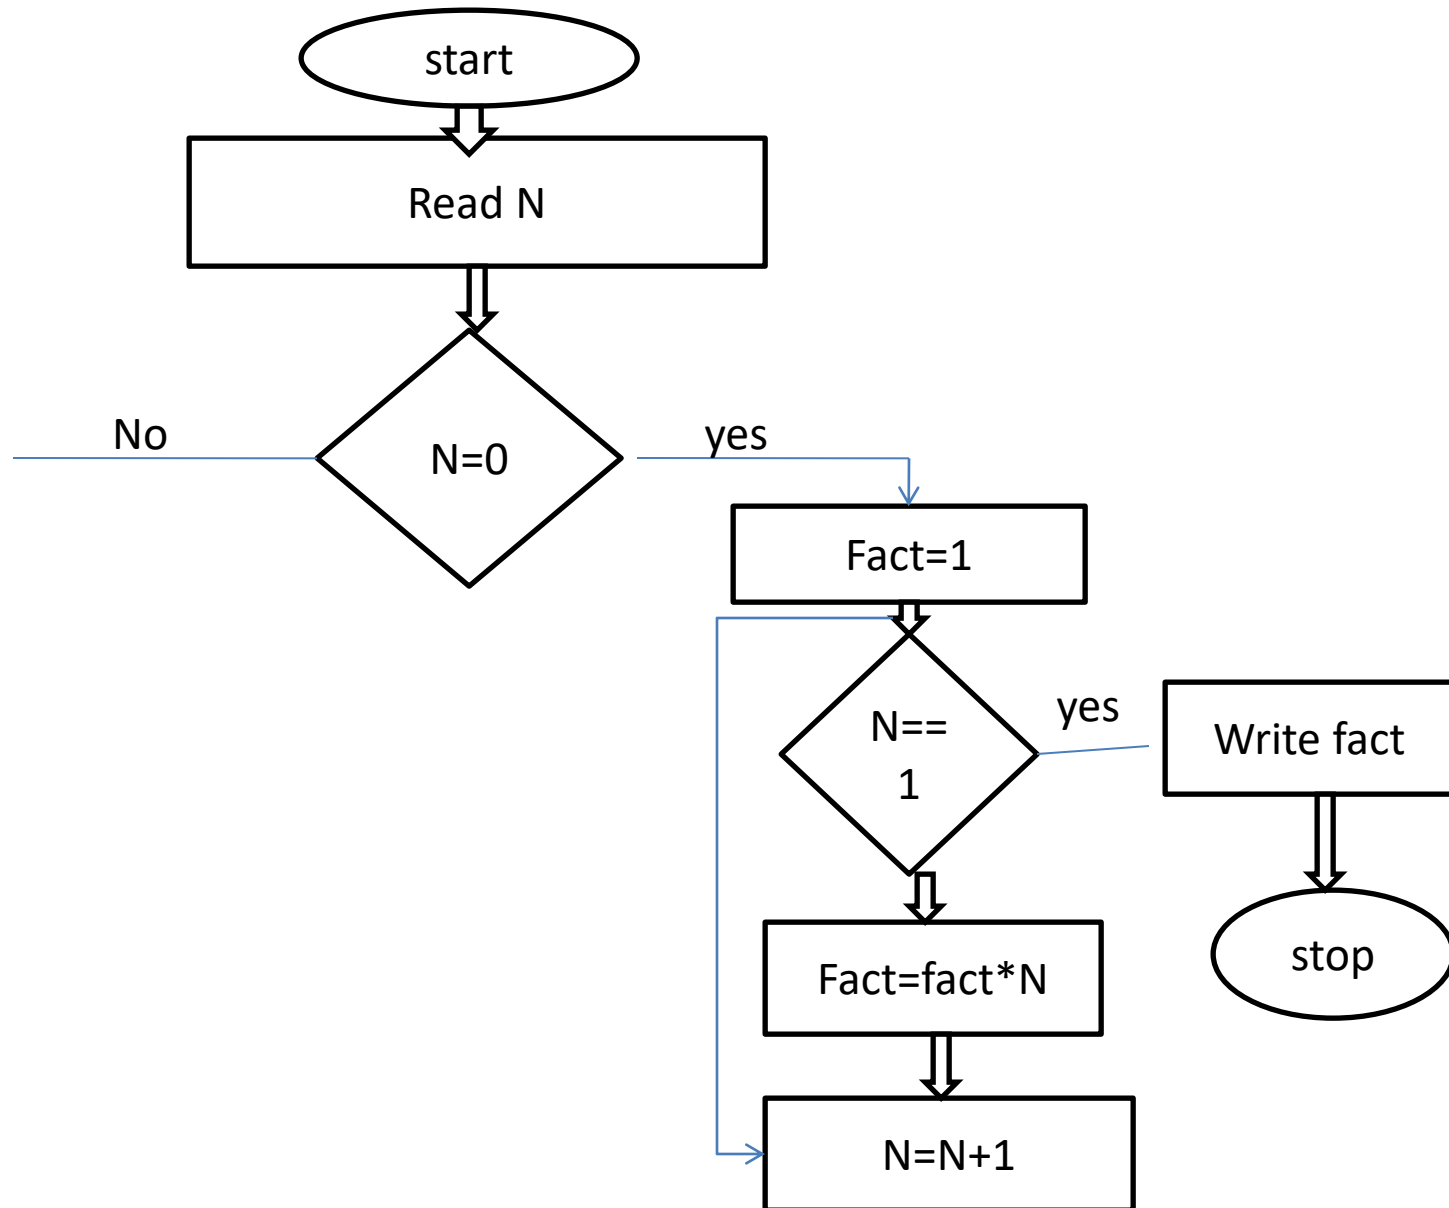 start
Read N
No
N=0
yes
Fact=1
N==
1
yes
Write fact
Fact=fact*N
stop
N=N+1